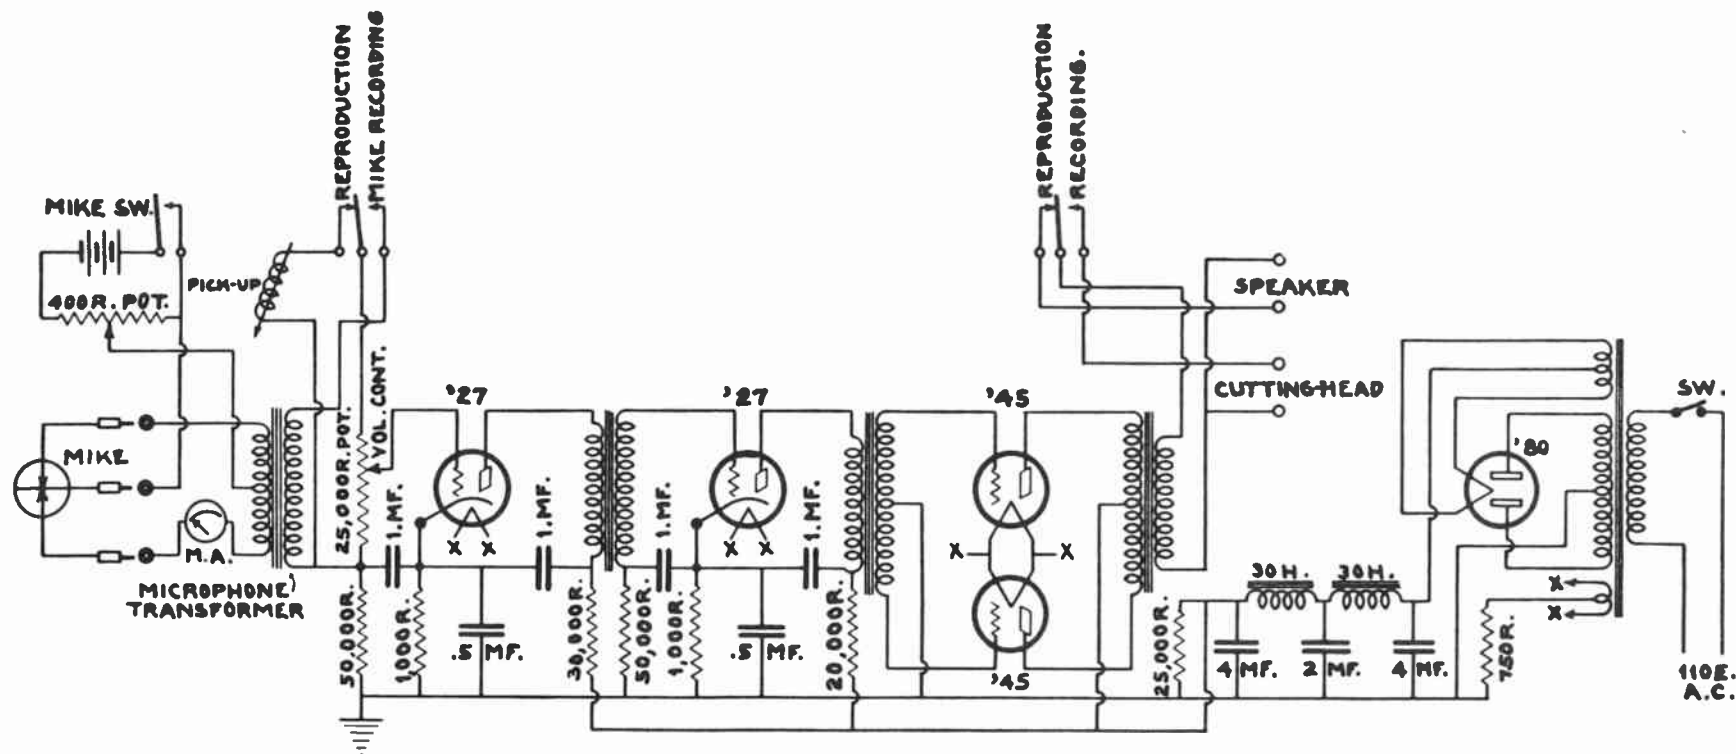 REPRODUCTION
MIKE RECORDING
REPRODUCTION
RECORDING.
MIKE SW.
PICK-UP
400R. POT.
SPEAKER
VOL. CONT.
'27
'27
'45
CUTTING-HEAD
SW.
25,000R. POT.
'80
MIKE
1. MF.
1. MF.
1. MF.
1. MF.
X X
X X
X
X
M.A.
MICROPHONE
TRANSFORMER
30H.
30H.
X
X
50,000R.
1000R.
.5 MF.
30,000R.
50,000R.
1,000R.
.5 MF.
20,000R.
'45
25,000R.
4 MF.
2 MF.
4 MF.
750R.
110E.
A.C.